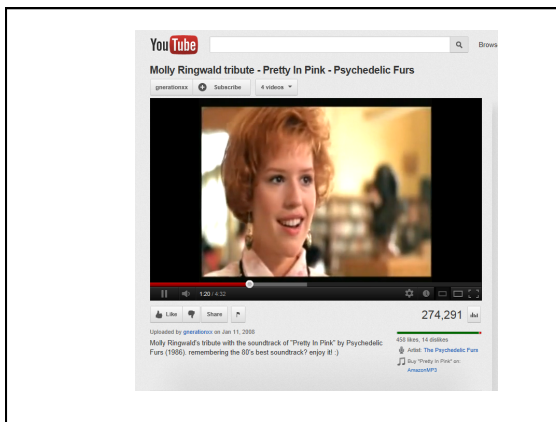 YouTube
Brows
Molly Ringwald tribute - Pretty In Pink - Psychedelic Furs
gnerationxx Subscribe 4 videos
1:20 / 4:32
Like Share
274,291
Uploaded by gnerationxx on Jan 11, 2008
Molly Ringwald's tribute with the soundtrack of "Pretty In Pink" by Psychedelic
Furs (1986). remembering the 80's best soundtrack? enjoy it! :)
458 likes, 14 dislikes
Artist: The Psychedelic Furs
Buy "Pretty In Pink" on:
AmazonMP3